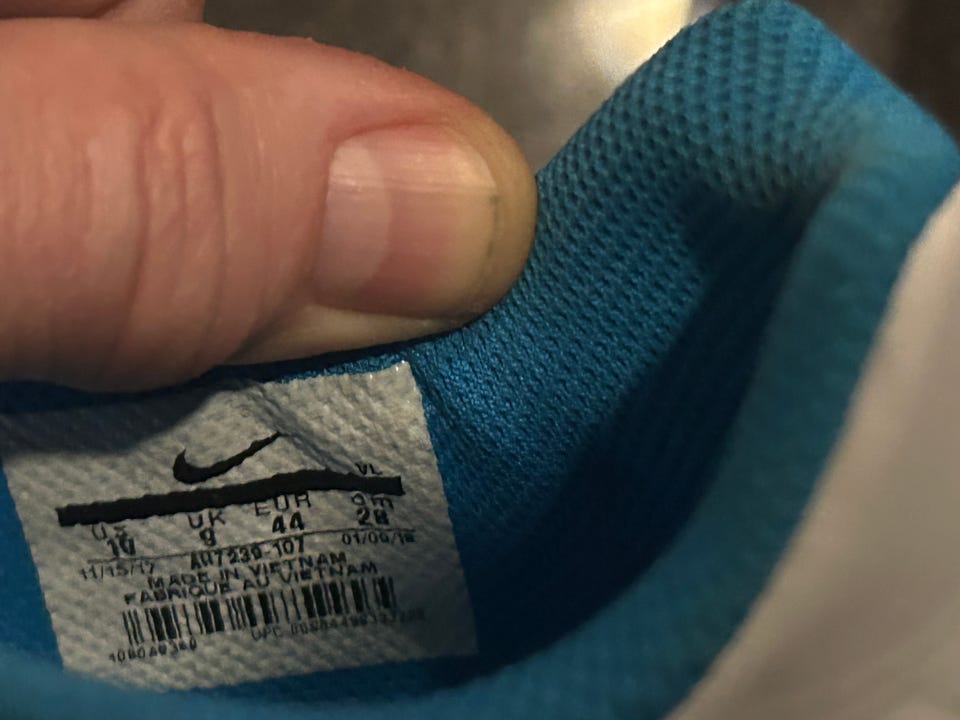 VL
US UK EUR cm
10 9 44 28
11/15/17 AH7239-107 01/09/18
MADE IN VIETNAM
FABRIQUE AU VIETNAM
UPC